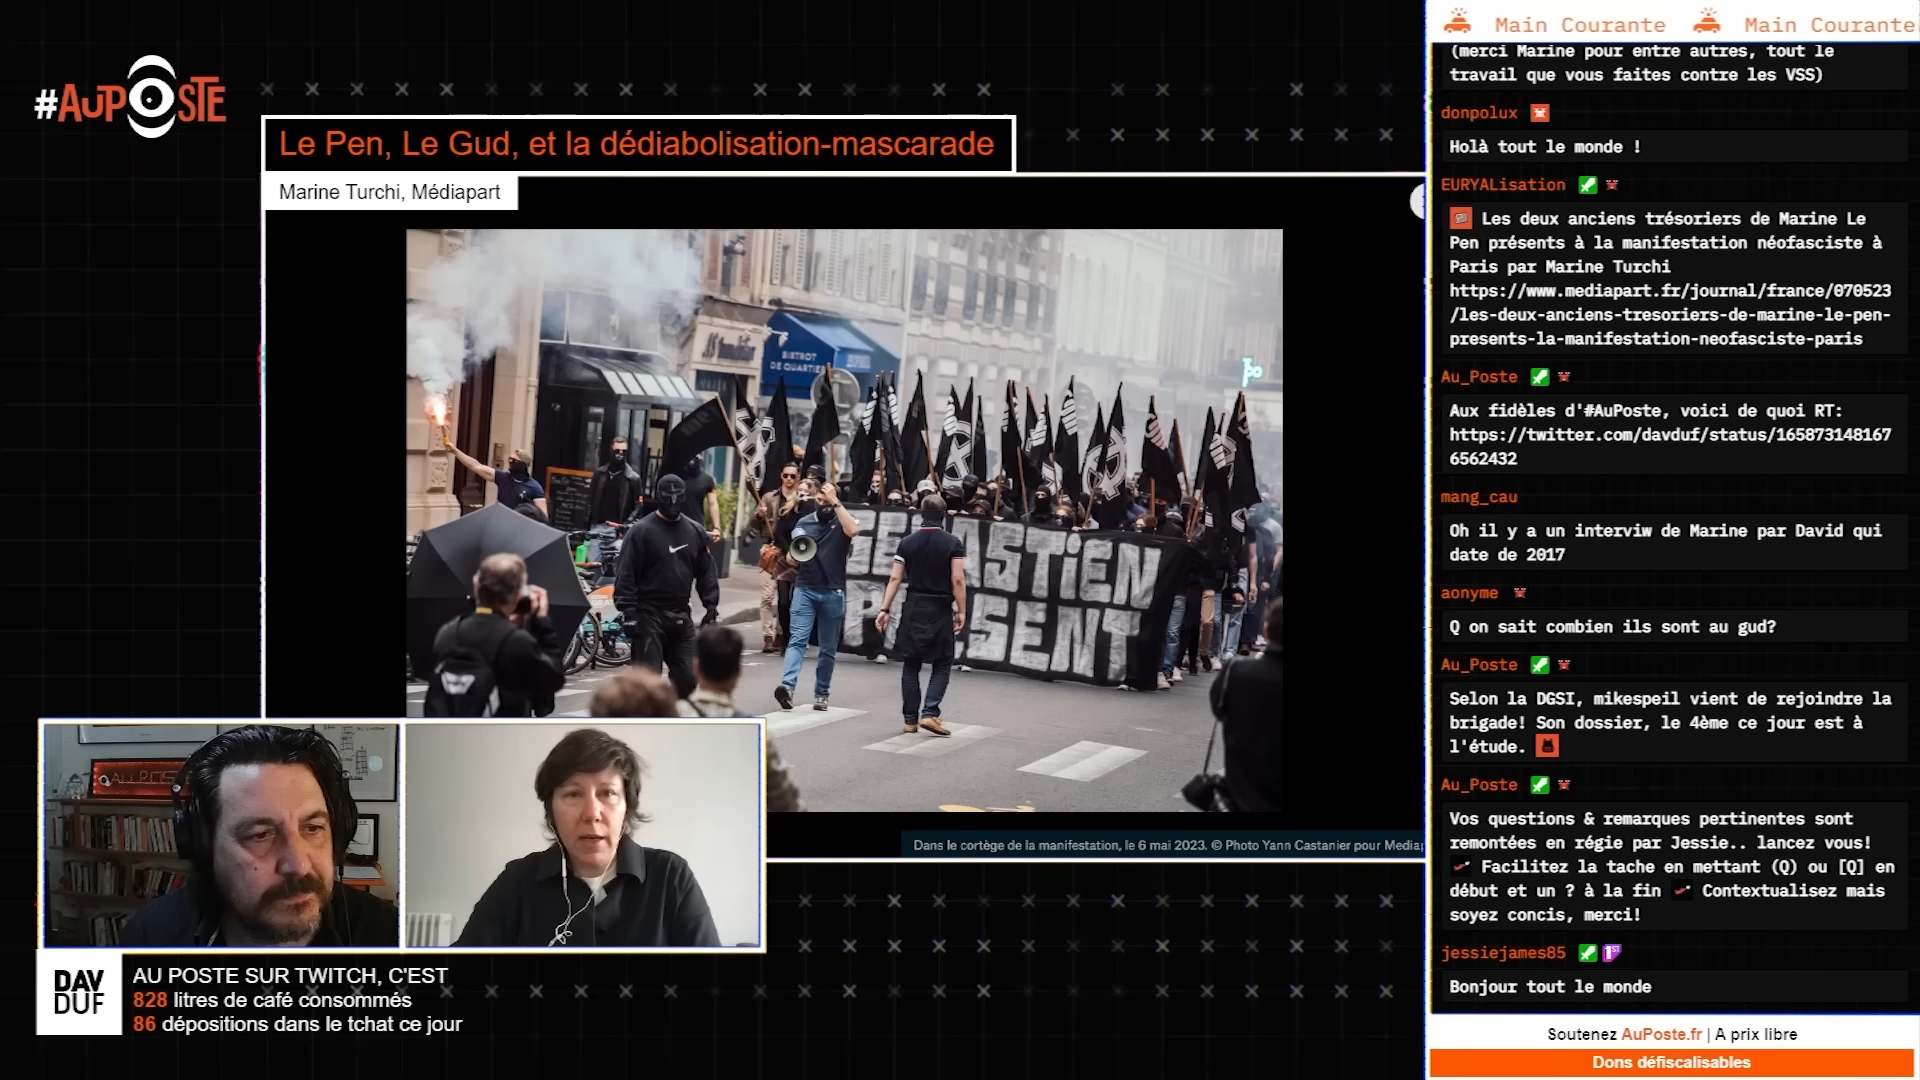 #AUPOSTE
Le Pen, Le Gud, et la dédiabolisation-mascarade
Marine Turchi, Médiapart
BISTROT
DE QUARTIER
SÉBASTIEN
PRÉSENT
Dans le cortège de la manifestation, le 6 mai 2023. © Photo Yann Castanier pour Mediap
AU POSTE
DAV
DUF
AU POSTE SUR TWITCH, C'EST
828 litres de café consommés
86 dépositions dans le tchat ce jour
Main Courante Main Courante
(merci Marine pour entre autres, tout le
travail que vous faites contre les VSS)
donpolux
Holà tout le monde !
EURYALisation
Les deux anciens trésoriers de Marine Le
Pen présents à la manifestation néofasciste à
Paris par Marine Turchi
https://www.mediapart.fr/journal/france/070523
/les-deux-anciens-tresoriers-de-marine-le-pen-
presents-la-manifestation-neofasciste-paris
Au_Poste
Aux fidèles d'#AuPoste, voici de quoi RT:
https://twitter.com/davduf/status/165873148167
6562432
mang_cau
Oh il y a un interviw de Marine par David qui
date de 2017
aonyme
Q on sait combien ils sont au gud?
Au_Poste
Selon la DGSI, mikespeil vient de rejoindre la
brigade! Son dossier, le 4ème ce jour est à
l'étude.
Au_Poste
Vos questions & remarques pertinentes sont
remontées en régie par Jessie.. lancez vous!
Facilitez la tache en mettant (Q) ou [Q] en
début et un ? à la fin Contextualisez mais
soyez concis, merci!
jessiejames85
Bonjour tout le monde
Soutenez AuPoste.fr | A prix libre
Dons défiscalisables